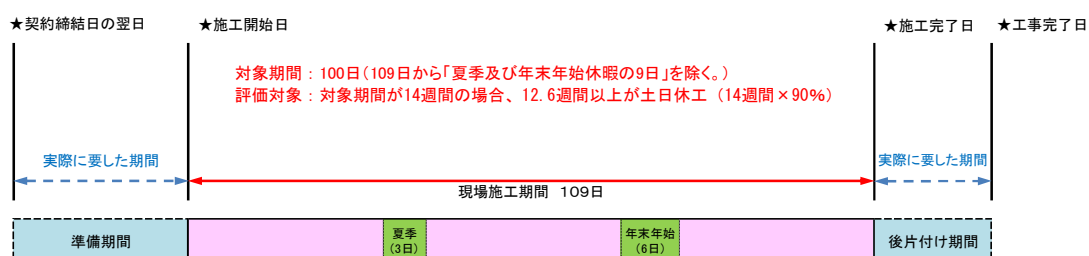 ★契約締結日の翌日
★施工開始日
★施工完了日
★工事完了日
対象期間：100日（109日から「夏季及び年末年始休暇の9日」を除く。）
評価対象：対象期間が14週間の場合、12.6週間以上が土日休工（14週間×90%）
実際に要した期間
実際に要した期間
現場施工期間　109日
準備期間
夏季
（3日）
年末年始
（6日）
後片付け期間